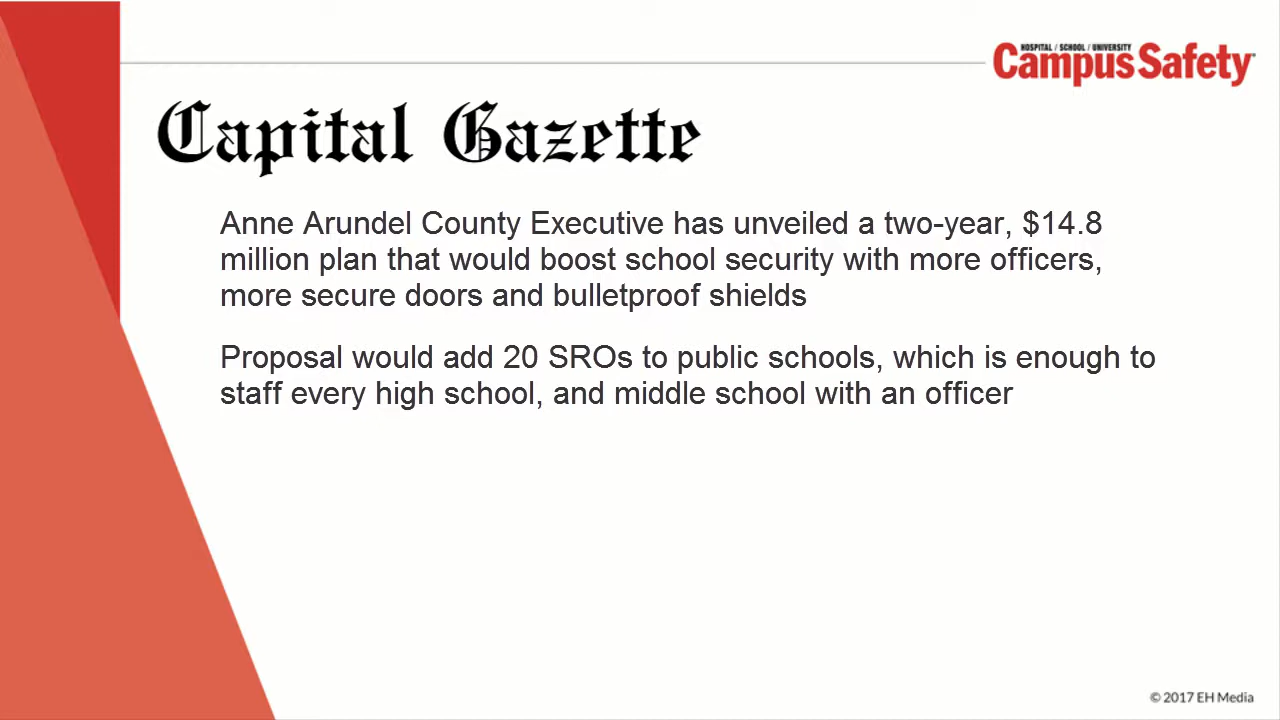 HOSPITAL / SCHOOL / UNIVERSITY
Campus Safety
Capital Gazette
Anne Arundel County Executive has unveiled a two-year, $14.8
million plan that would boost school security with more officers,
more secure doors and bulletproof shields
Proposal would add 20 SROs to public schools, which is enough to
staff every high school, and middle school with an officer
© 2017 EH Media